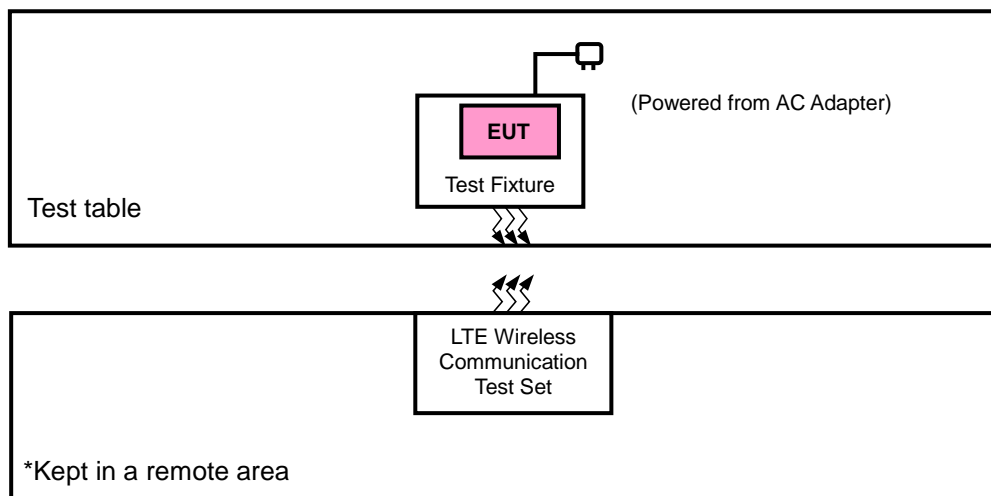 (Powered from AC Adapter)
EUT
Test Fixture
Test table
LTE Wireless
Communication
Test Set
*Kept in a remote area